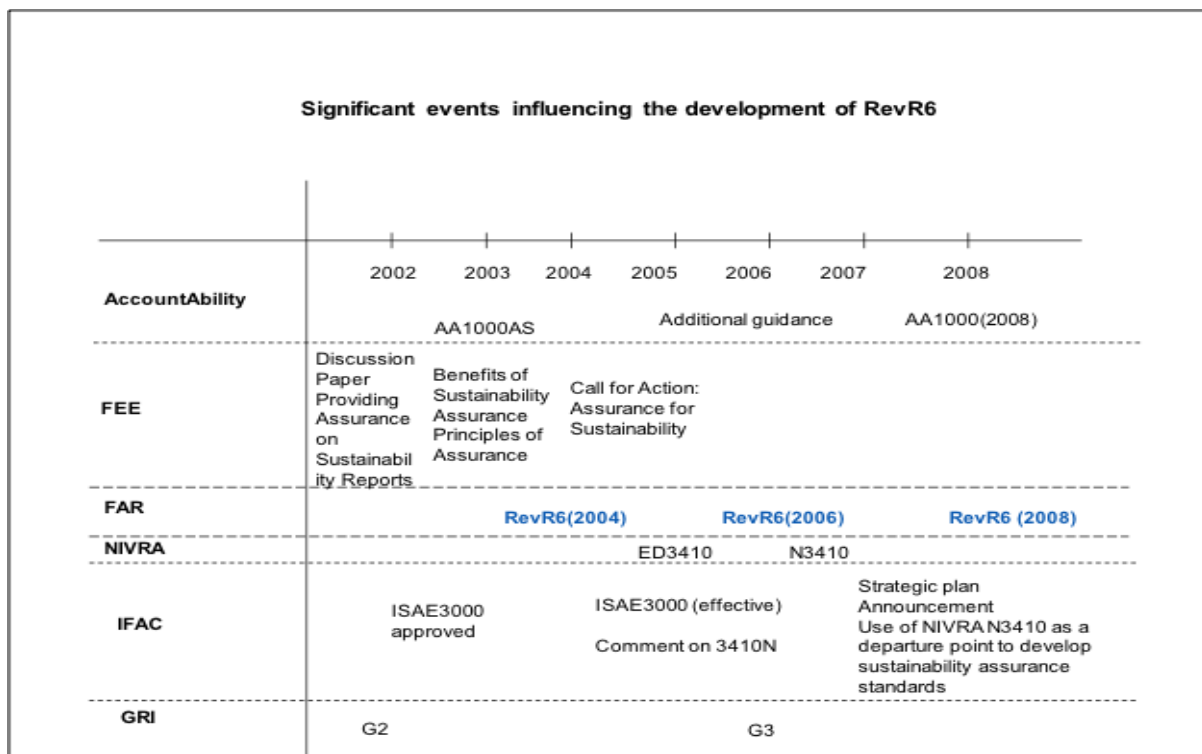 Significant events influencing the development of RevR6
2002 2003 2004 2005 2006 2007 2008
AccountAbility
AA1000AS
Additional guidance
AA1000(2008)
FEE
Discussion
Paper
Providing
Assurance
on
Sustainabil
ity Reports
Benefits of
Sustainability
Assurance
Principles of
Assurance
Call for Action:
Assurance for
Sustainability
FAR
RevR6(2004)
RevR6(2006)
RevR6 (2008)
NIVRA
ED3410
N3410
IFAC
ISAE3000
approved
ISAE3000 (effective)
Comment on 3410N
Strategic plan
Announcement
Use of NIVRA N3410 as a
departure point to develop
sustainability assurance
standards
GRI
G2
G3